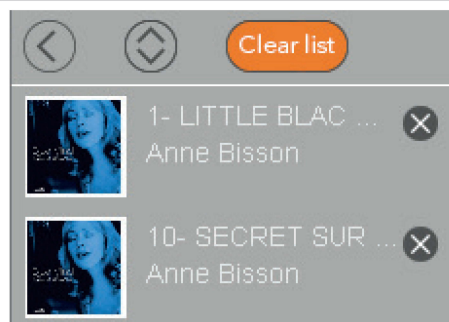 Clear list
1- LITTLE BLAC ...
Anne Bisson
10- SECRET SUR ...
Anne Bisson